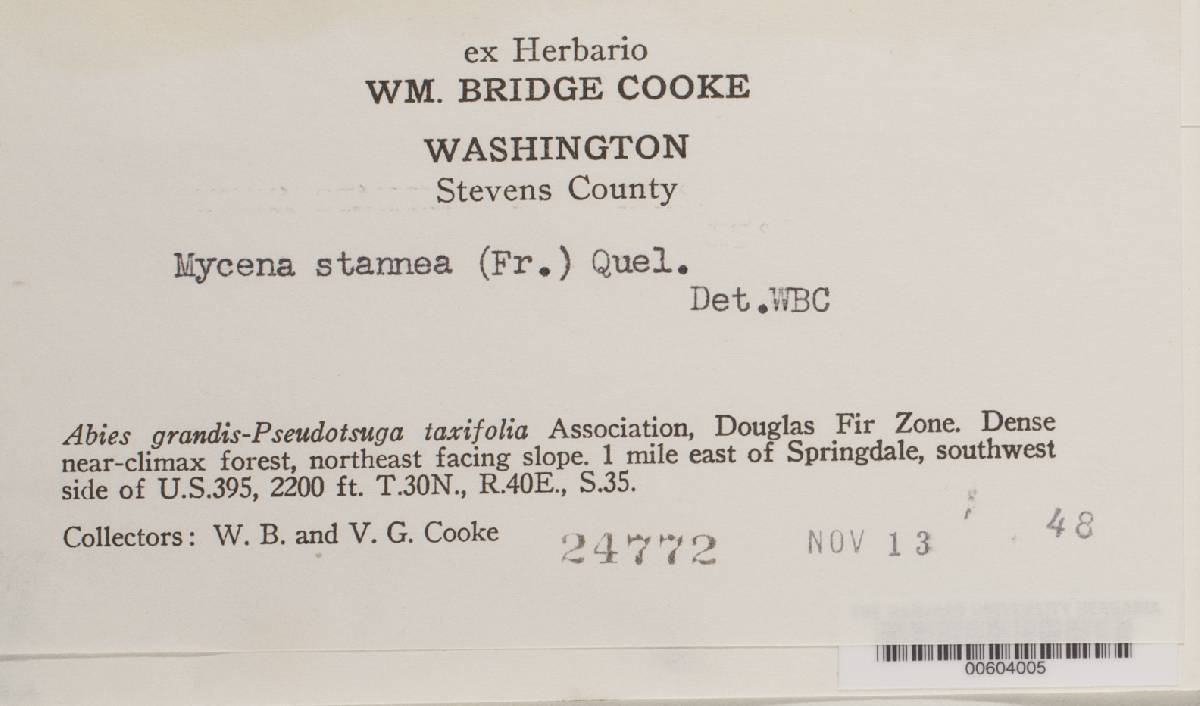 ex Herbario
WM. BRIDGE COOKE
WASHINGTON
Stevens County
Mycena stannea (Fr.) Quel.
Det.WBC
Abies grandis-Pseudotsuga taxifolia Association, Douglas Fir Zone. Dense
near-climax forest, northeast facing slope. 1 mile east of Springdale, southwest
side of U.S.395, 2200 ft. T.30N., R.40E., S.35.
Collectors: W. B. and V. G. Cooke 24772 NOV 13 48
00604005